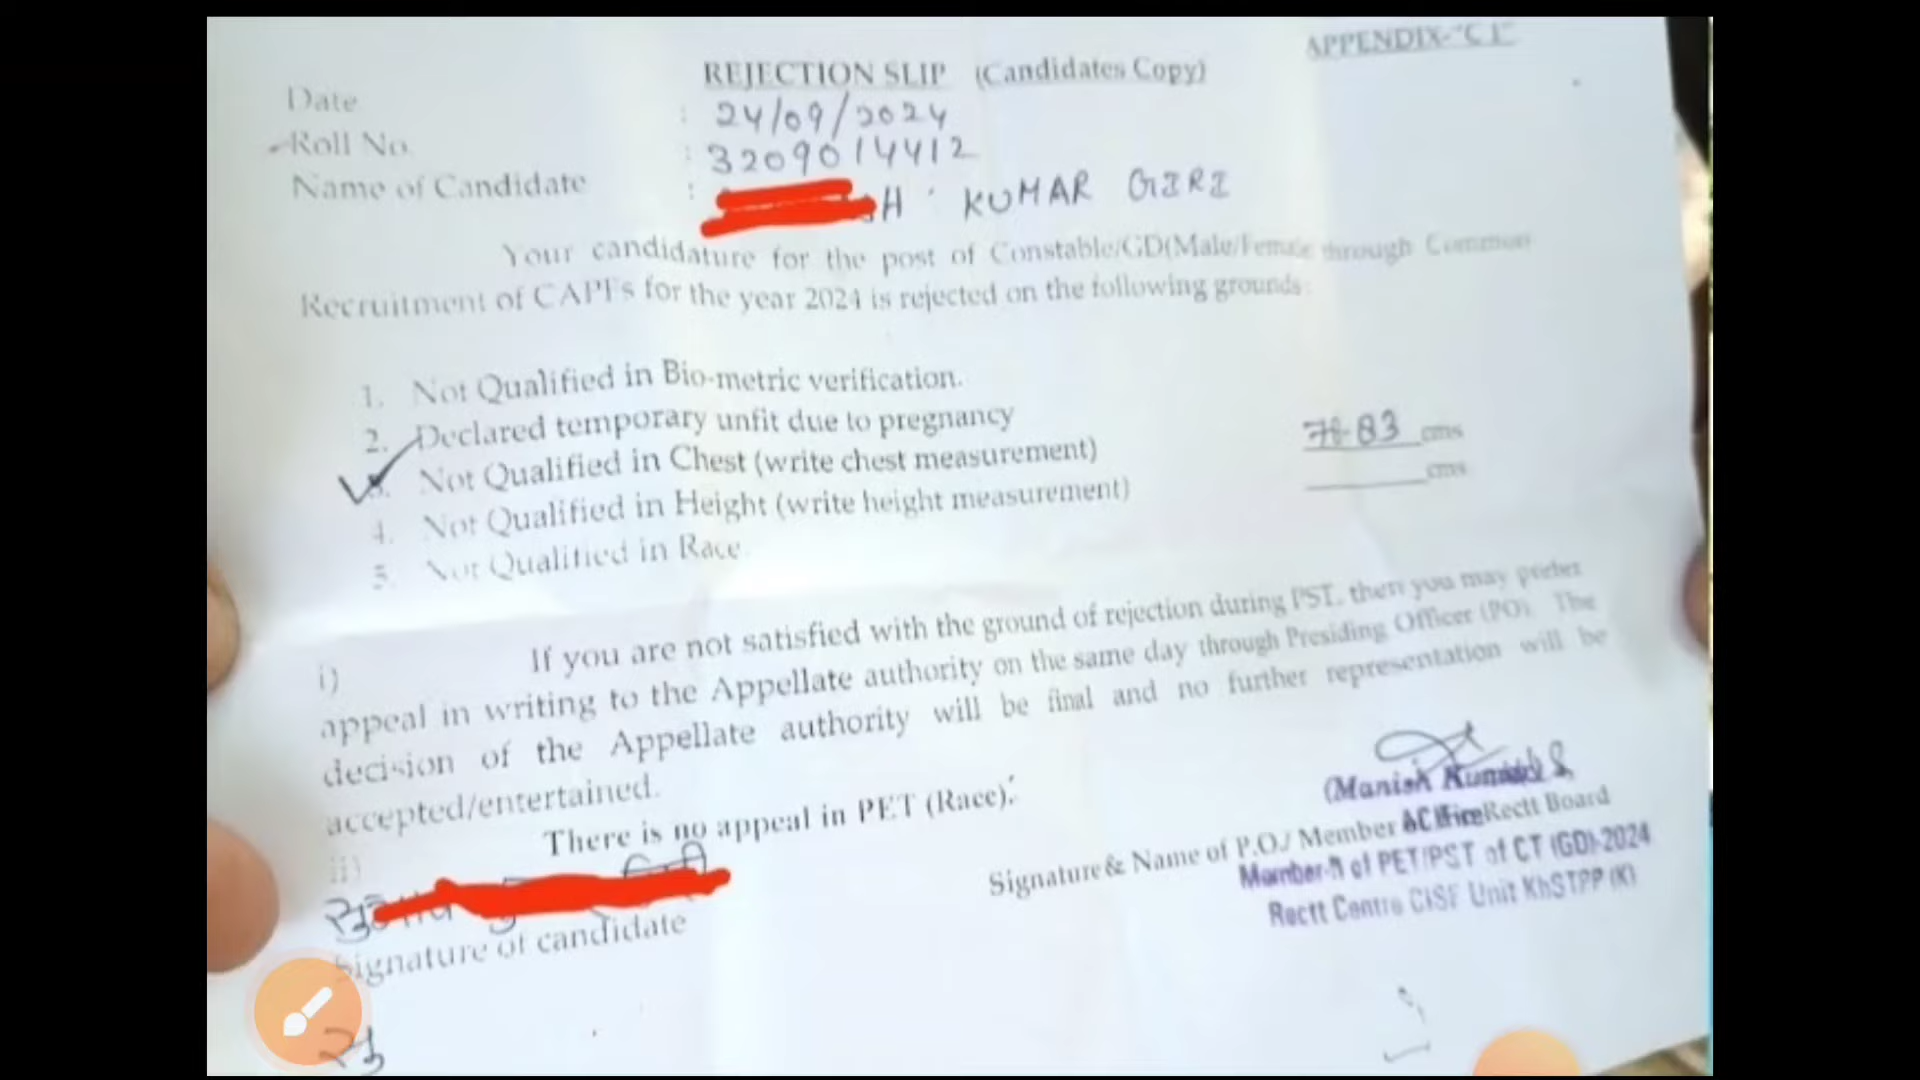 APPENDIX-"C I"
REJECTION SLIP (Candidates Copy)
Date : 24/09/2024
Roll No. : 3209014412
Name of Candidate : H KUMAR GIRI
Your candidature for the post of Constable/GD(Male/Female through Common
Recruitment of CAPFs for the year 2024 is rejected on the following grounds:
1. Not Qualified in Bio-metric verification.
2. Declared temporary unfit due to pregnancy
3. Not Qualified in Chest (write chest measurement) 78-83 cms
4. Not Qualified in Height (write height measurement) cms
5. Not Qualified in Race
i) If you are not satisfied with the ground of rejection during PST, then you may prefer
appeal in writing to the Appellate authority on the same day through Presiding Officer (PO). The
decision of the Appellate authority will be final and no further representation will be
accepted/entertained.
ii) There is no appeal in PET (Race).
(Manish Kumar)
Signature& Name of P.O./ Member of the Rectt Board
Member-II of PET/PST of CT (GD)-2024
Rectt Centre CISF Unit KhSTPP (K)
Signature of candidate